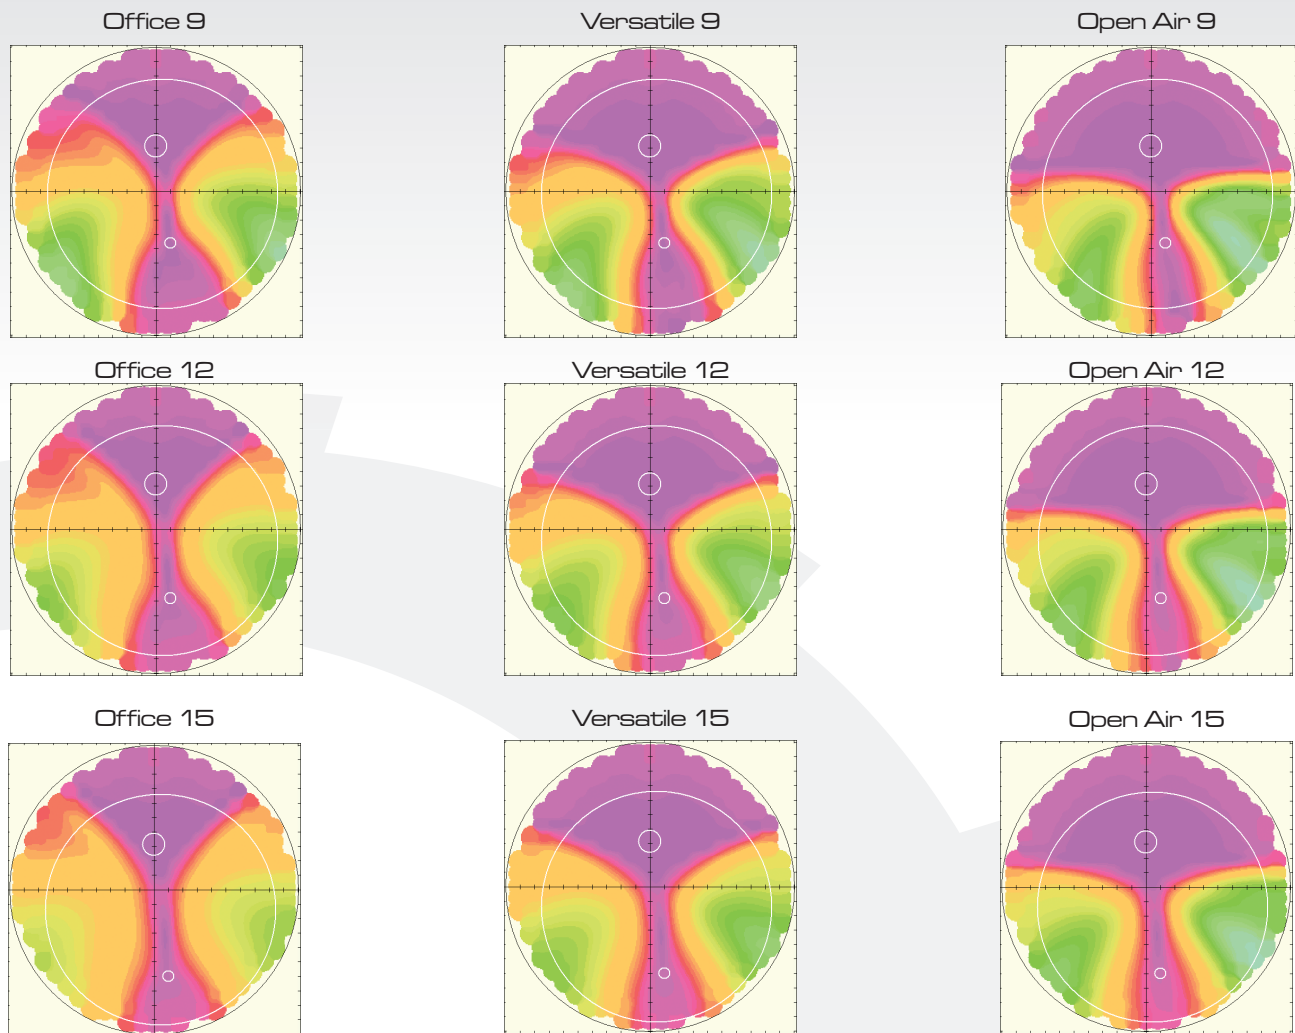 Office 9
Versatile 9
Open Air 9
Office 12
Versatile 12
Open Air 12
Office 15
Versatile 15
Open Air 15